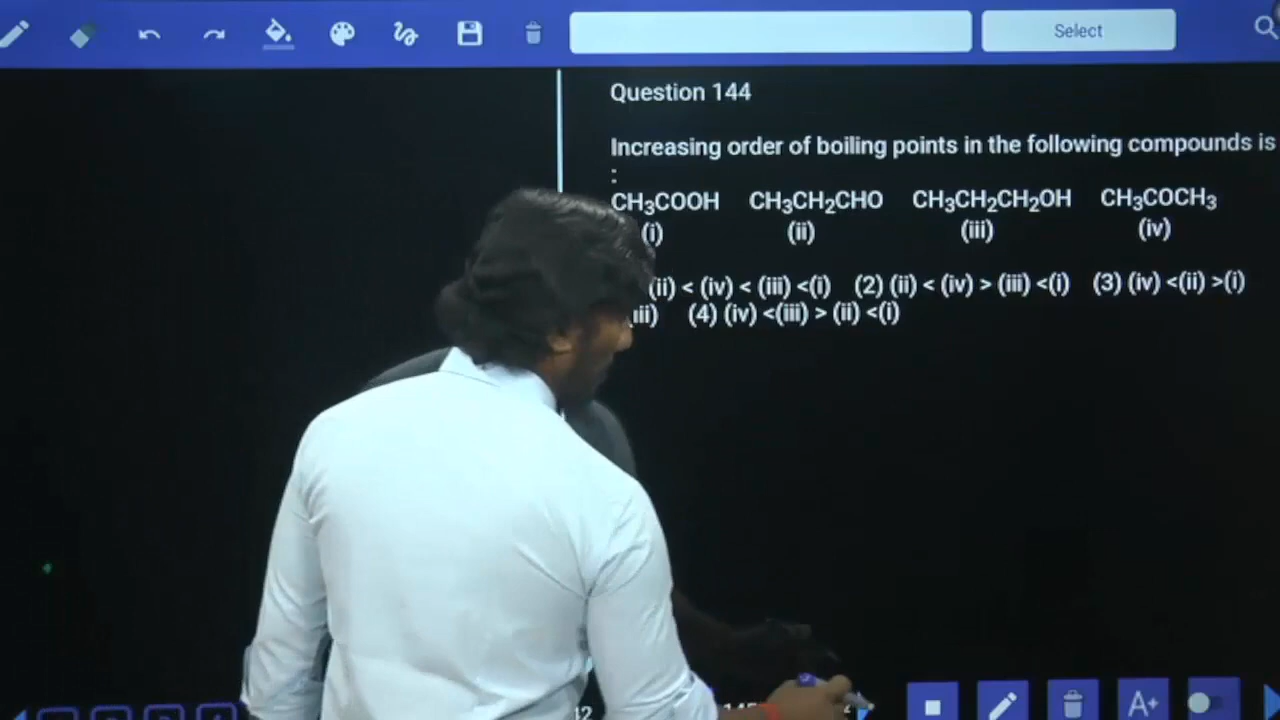 Select
Question 144
Increasing order of boiling points in the following compounds is
:
CH₃COOH CH₃CH₂CHO CH₃CH₂CH₂OH CH₃COCH₃
(i) (ii) (iii) (iv)
(ii) < (iv) < (iii) <(i) (2) (ii) < (iv) > (iii) <(i) (3) (iv) <(ii) >(i)
(4) (iv) <(iii) > (ii) <(i)
A+